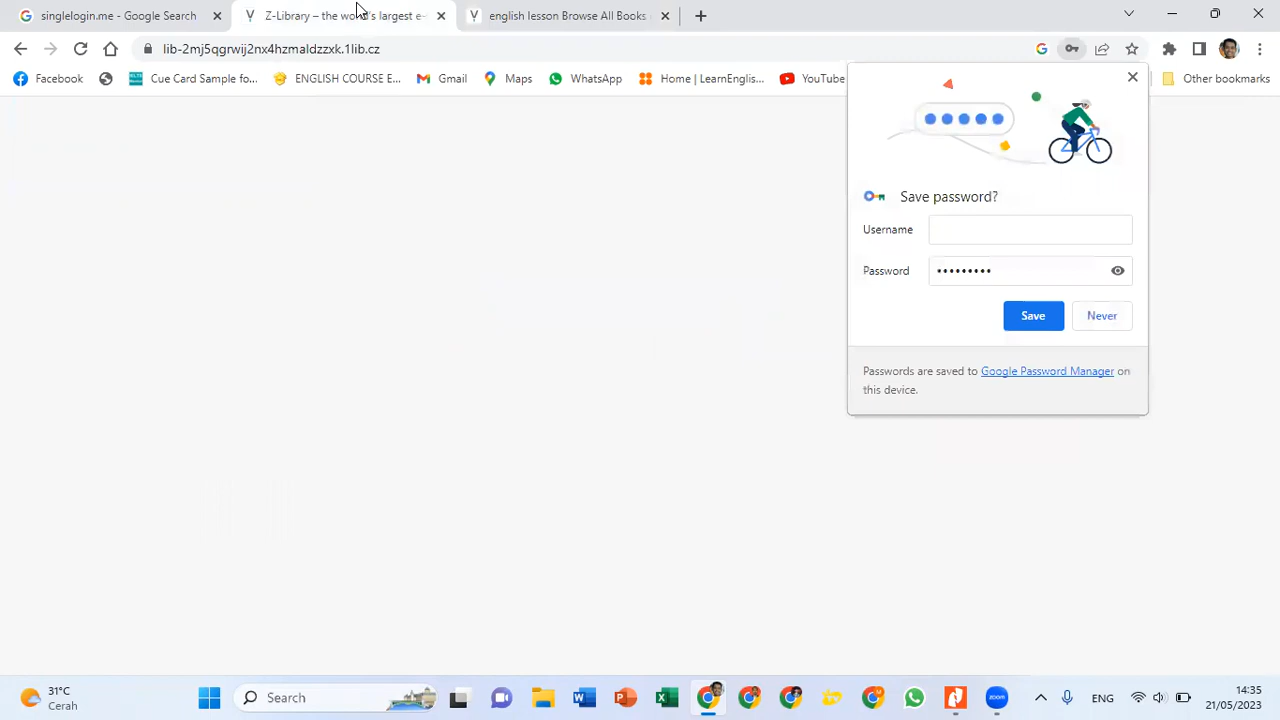 singlelogin.me - Google Search
Z-Library – the world's largest e-
english lesson Browse All Books
lib-2mj5qgrwij2nx4hzmaldzzxk.1lib.cz
Facebook
Cue Card Sample fo...
ENGLISH COURSE E...
Gmail
Maps
WhatsApp
Home | LearnEnglis...
YouTube
Other bookmarks
Save password?
Username
Password
•••••••••
Save
Never
Passwords are saved to Google Password Manager on
this device.
31°C
Cerah
Search
ENG
14:35
21/05/2023